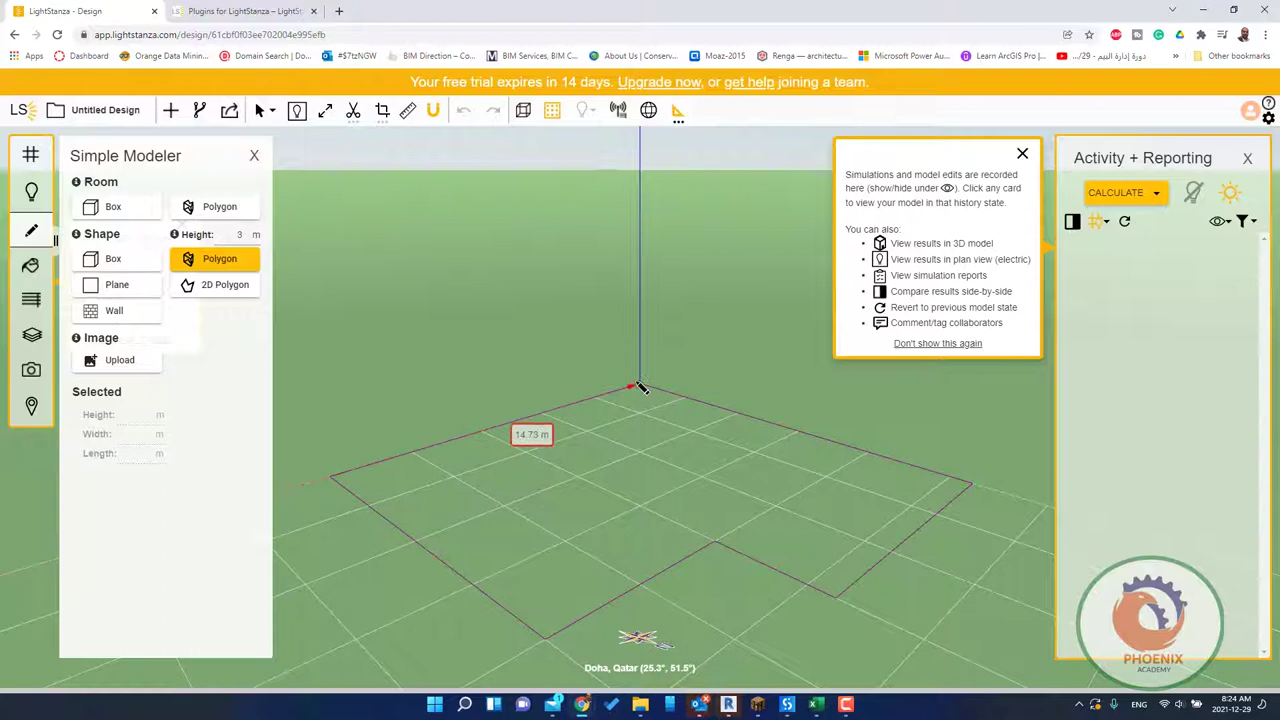 LightStanza - Design
Plugins for LightStanza – LightSt
app.lightstanza.com/design/61cbf0f03ee702004e995efb
Apps
Dashboard
Orange Data Mining
Domain Search | Do
#$7tzNGW
BIM Direction – Co
BIM Services, BIM C
About Us | Conserv
Moaz-2015
Renga — architectu
Microsoft Power Au
Learn ArcGIS Pro |
دورة إدارة البيم - 29/
Other bookmarks
Your free trial expires in 14 days. Upgrade now, or get help joining a team.
LS
Untitled Design
Simple Modeler
X
Room
Box
Polygon
Shape
Height: 3 m
Box
Polygon
Plane
2D Polygon
Wall
Image
Upload
Selected
Height: m
Width: m
Length: m
14.73 m
Doha, Qatar (25.3°, 51.5°)
Simulations and model edits are recorded
here (show/hide under ). Click any card
to view your model in that history state.
You can also:
View results in 3D model
View results in plan view (electric)
View simulation reports
Compare results side-by-side
Revert to previous model state
Comment/tag collaborators
Don't show this again
Activity + Reporting
X
CALCULATE
PHOENIX
ACADEMY
ENG
8:24 AM
2021-12-29